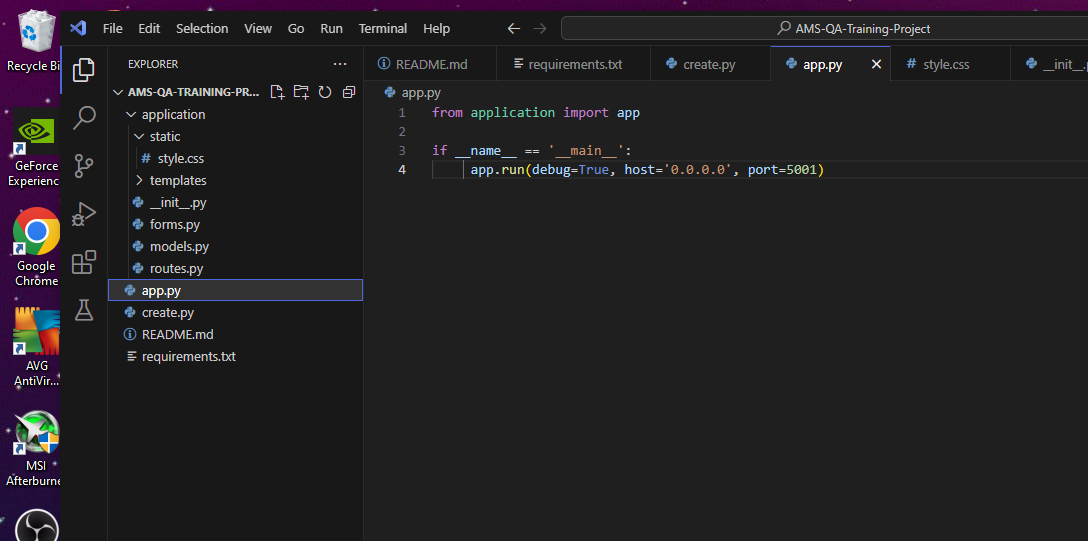 Recycle Bi
GeForce
Experience
Google
Chrome
AVG
AntiVir...
MSI
Afterburne
File Edit Selection View Go Run Terminal Help
AMS-QA-Training-Project
EXPLORER
AMS-QA-TRAINING-PR...
application
static
# style.css
templates
__init__.py
forms.py
models.py
routes.py
app.py
create.py
README.md
requirements.txt
README.md requirements.txt create.py app.py # style.css __init__.p
app.py
1 from application import app
2
3 if __name__ == '__main__':
4 app.run(debug=True, host='0.0.0.0', port=5001)